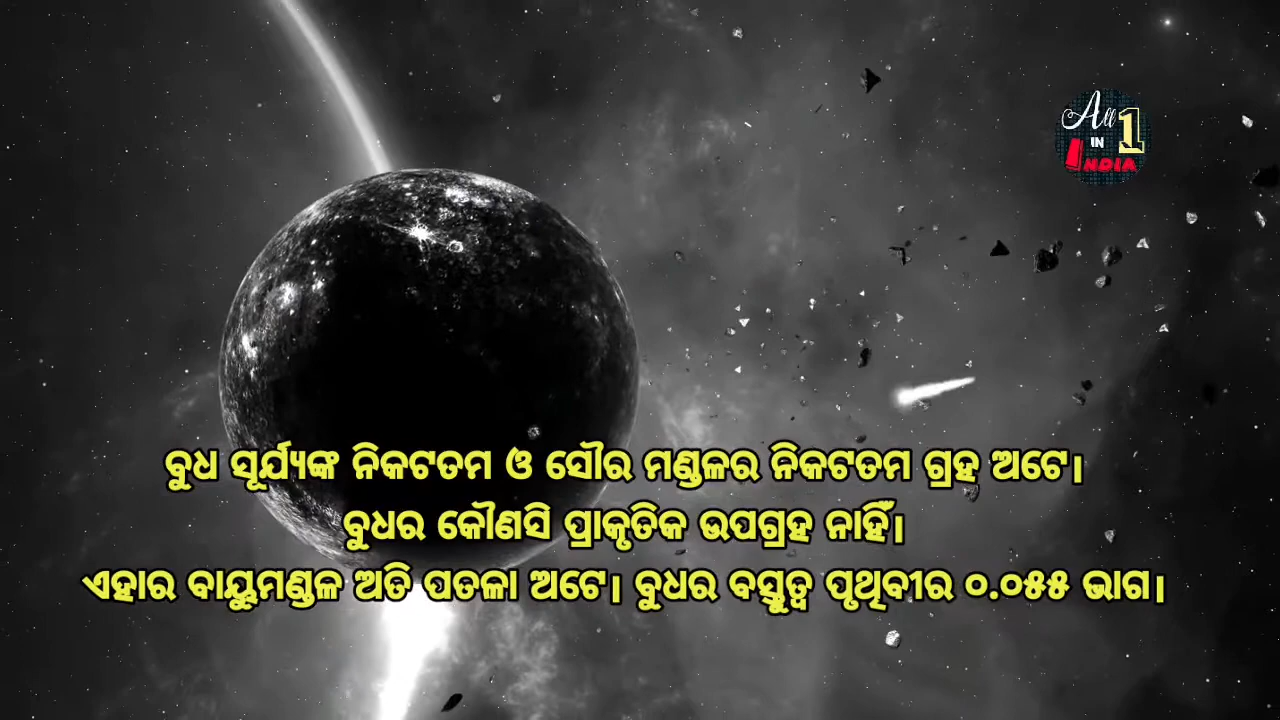 All 1
IN
INDIA
ବୁଧ ସୂର୍ଯ୍ୟଙ୍କ ନିକଟତମ ଓ ସୌର ମଣ୍ଡଳର ନିକଟତମ ଗ୍ରହ ଅଟେ।
ବୁଧର କୌଣସି ପ୍ରାକୃତିକ ଉପଗ୍ରହ ନାହିଁ।
ଏହାର ବାୟୁମଣ୍ଡଳ ଅତି ପତଳା ଅଟେ। ବୁଧର ବସ୍ତୁତ୍ୱ ପୃଥିବୀର ୦.୦୫୫ ଭାଗ।